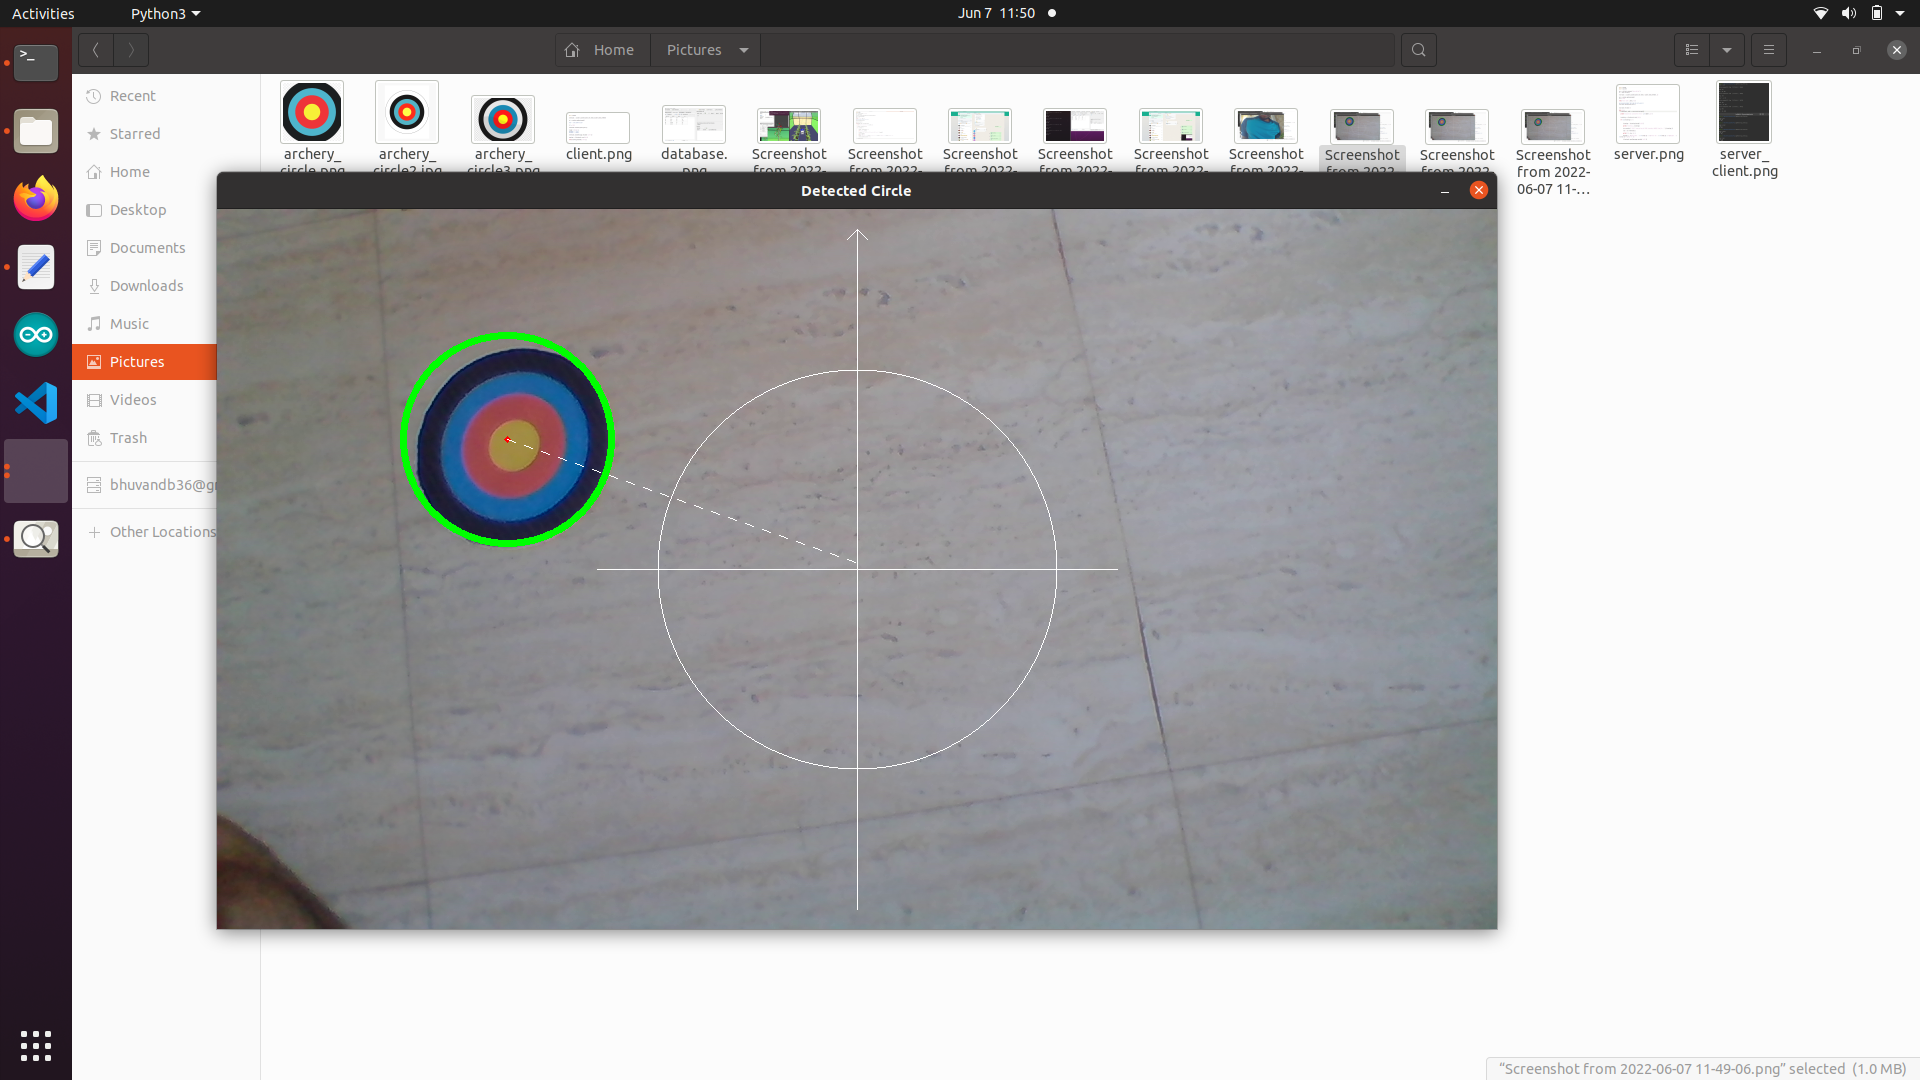 Activities
Python3
Jun 7 11:50
Home
Pictures
Recent
Starred
Home
Desktop
Documents
Downloads
Music
Pictures
Videos
Trash
bhuvandb36@g
Other Locations
archery_
circle.png
archery_
circle2.jpg
archery_
circle3.png
client.png
database.
png
Screenshot
from 2022-
Screenshot
from 2022-
Screenshot
from 2022-
Screenshot
from 2022-
Screenshot
from 2022-
Screenshot
from 2022-
Screenshot
from 2022-
Screenshot
from 2022-
Screenshot
from 2022-
06-07 11-…
server.png
server_
client.png
Detected Circle
“Screenshot from 2022-06-07 11-49-06.png” selected (1.0 MB)